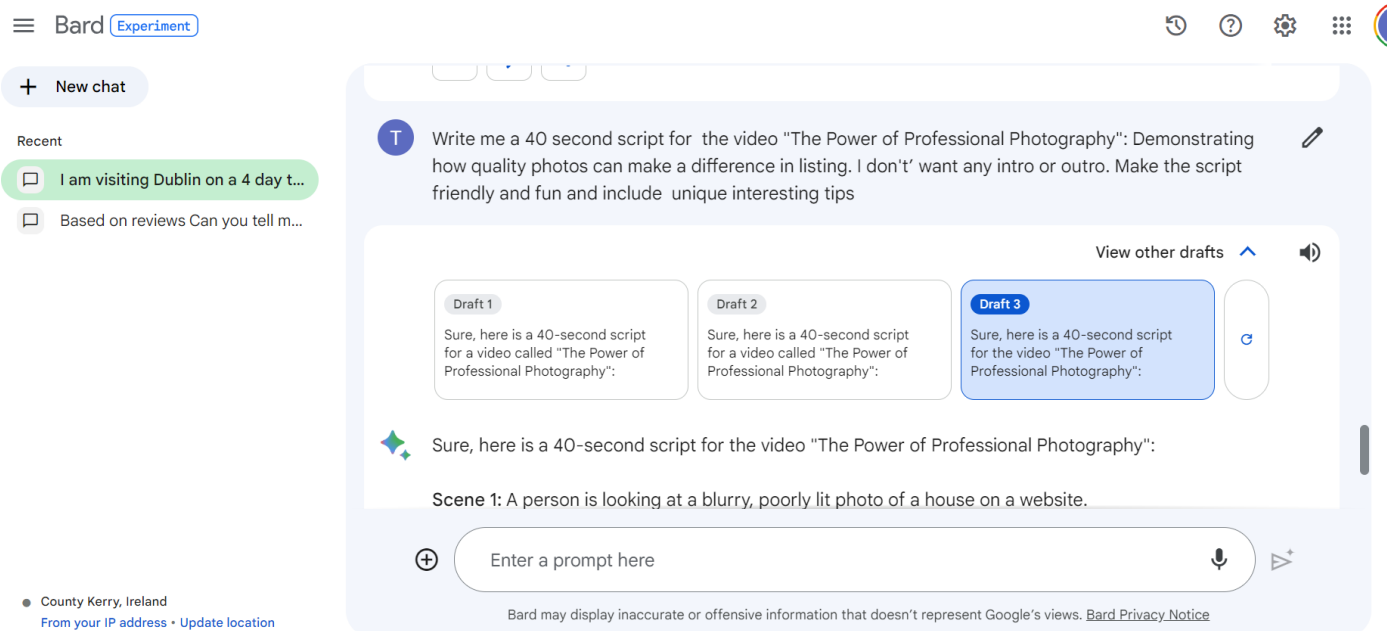 Bard Experiment
New chat
Recent
I am visiting Dublin on a 4 day t...
Based on reviews Can you tell m...
County Kerry, Ireland
From your IP address • Update location
T
Write me a 40 second script for  the video "The Power of Professional Photography": Demonstrating
how quality photos can make a difference in listing. I don't’ want any intro or outro. Make the script
friendly and fun and include  unique interesting tips
View other drafts
Draft 1
Sure, here is a 40-second script
for a video called "The Power of
Professional Photography":
Draft 2
Sure, here is a 40-second script
for a video called "The Power of
Professional Photography":
Draft 3
Sure, here is a 40-second script
for the video "The Power of
Professional Photography":
Sure, here is a 40-second script for the video "The Power of Professional Photography":
Scene 1: A person is looking at a blurry, poorly lit photo of a house on a website.
Enter a prompt here
Bard may display inaccurate or offensive information that doesn’t represent Google’s views. Bard Privacy Notice